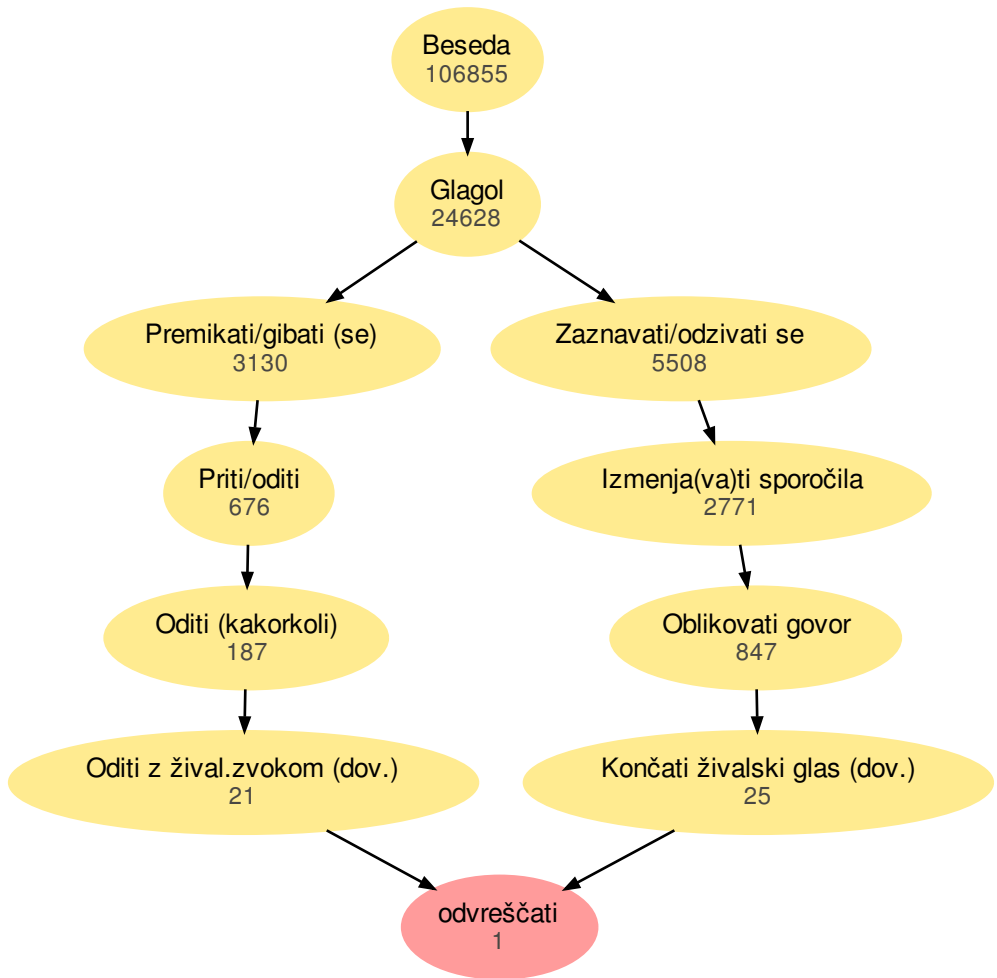 Beseda
106855
Glagol
24628
Premikati/gibati (se)
3130
Zaznavati/odzivati se
5508
Priti/oditi
676
Izmenja(va)ti sporočila
2771
Oditi (kakorkoli)
187
Oblikovati govor
847
Oditi z žival.zvokom (dov.)
21
Končati živalski glas (dov.)
25
odvreščati
1